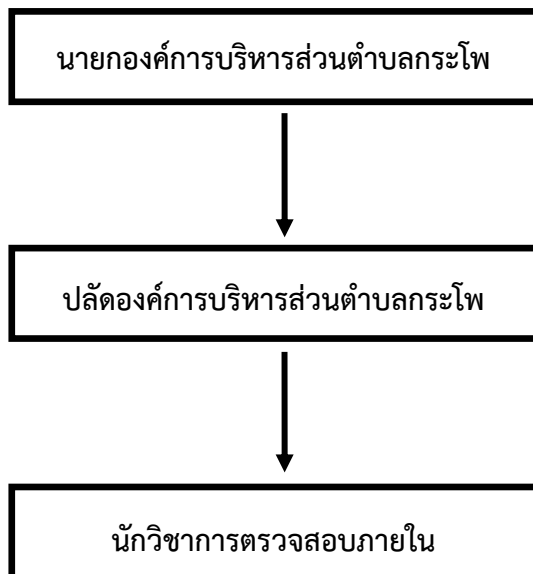 นายกองค์การบริหารส่วนตำบลกระโพ
ปลัดองค์การบริหารส่วนตำบลกระโพ
นักวิชาการตรวจสอบภายใน